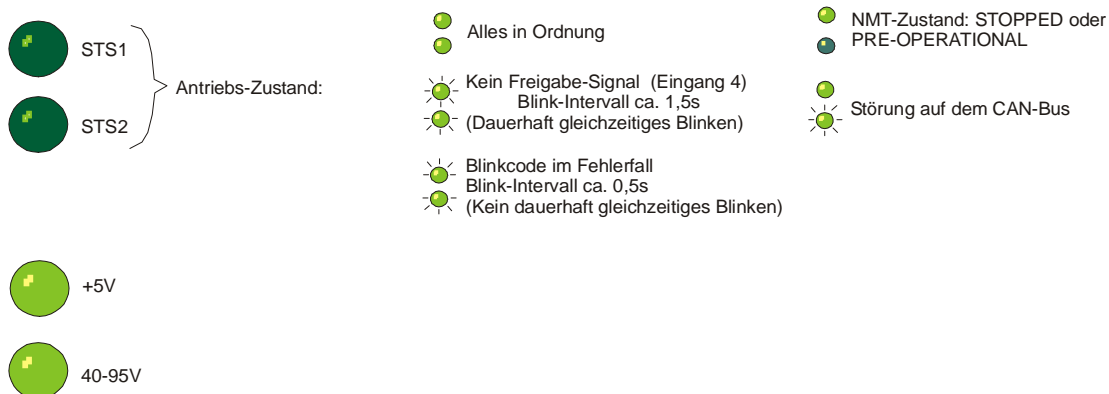 STS1
STS2
Antriebs-Zustand:
Alles in Ordnung
Kein Freigabe-Signal (Eingang 4)
Blink-Intervall ca. 1,5s
(Dauerhaft gleichzeitiges Blinken)
Blinkcode im Fehlerfall
Blink-Intervall ca. 0,5s
(Kein dauerhaft gleichzeitiges Blinken)
NMT-Zustand: STOPPED oder
PRE-OPERATIONAL
Störung auf dem CAN-Bus
+5V
40-95V